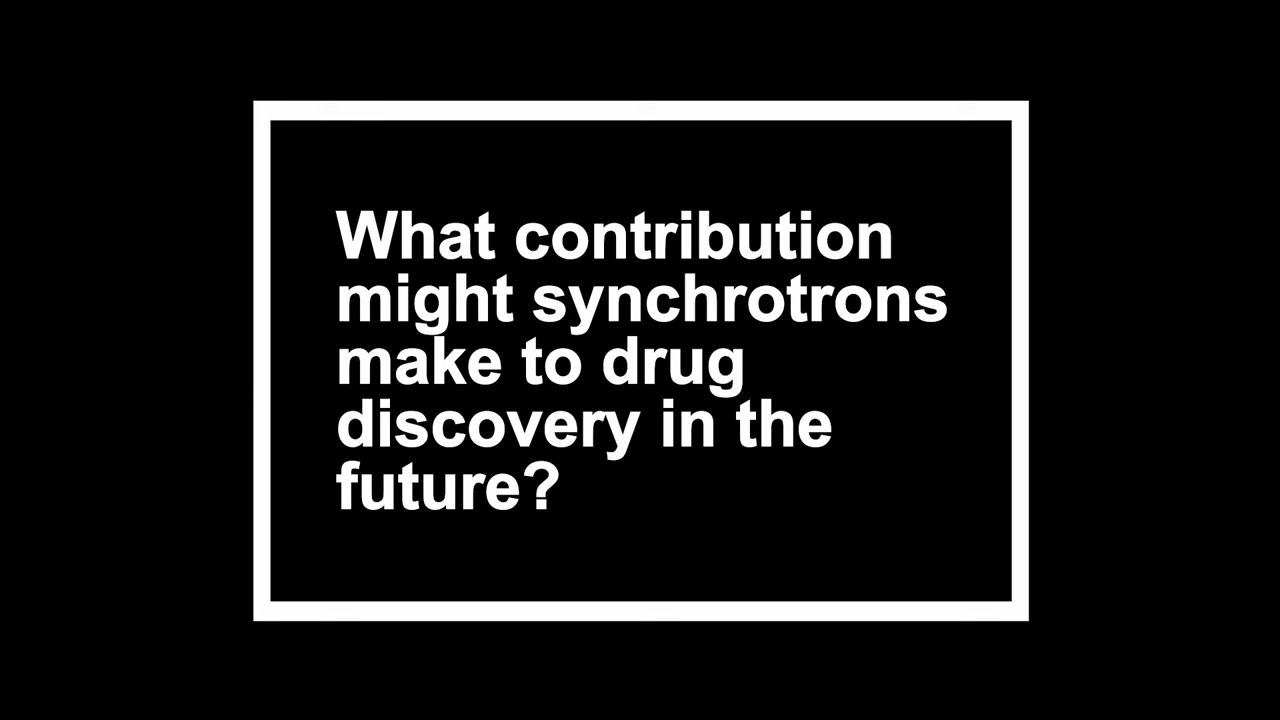 What contribution
might synchrotrons
make to drug
discovery in the
future?